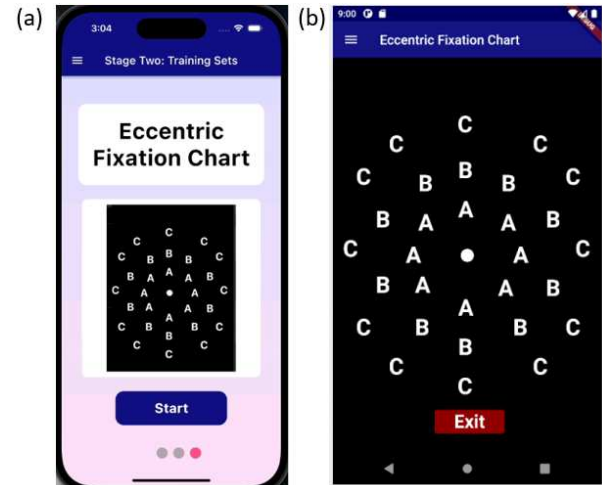 (a)
3:04
Stage Two: Training Sets
Eccentric
Fixation Chart
C
C C
B
C B B C
A
B A A B
C A A C
B A A B
A
C B B C
B
C C
C
Start
(b)
9:00
Eccentric Fixation Chart
C
C C
B
C B B C
A
B A A B
C A A C
B A A B
A
C B B C
B
C C
C
Exit